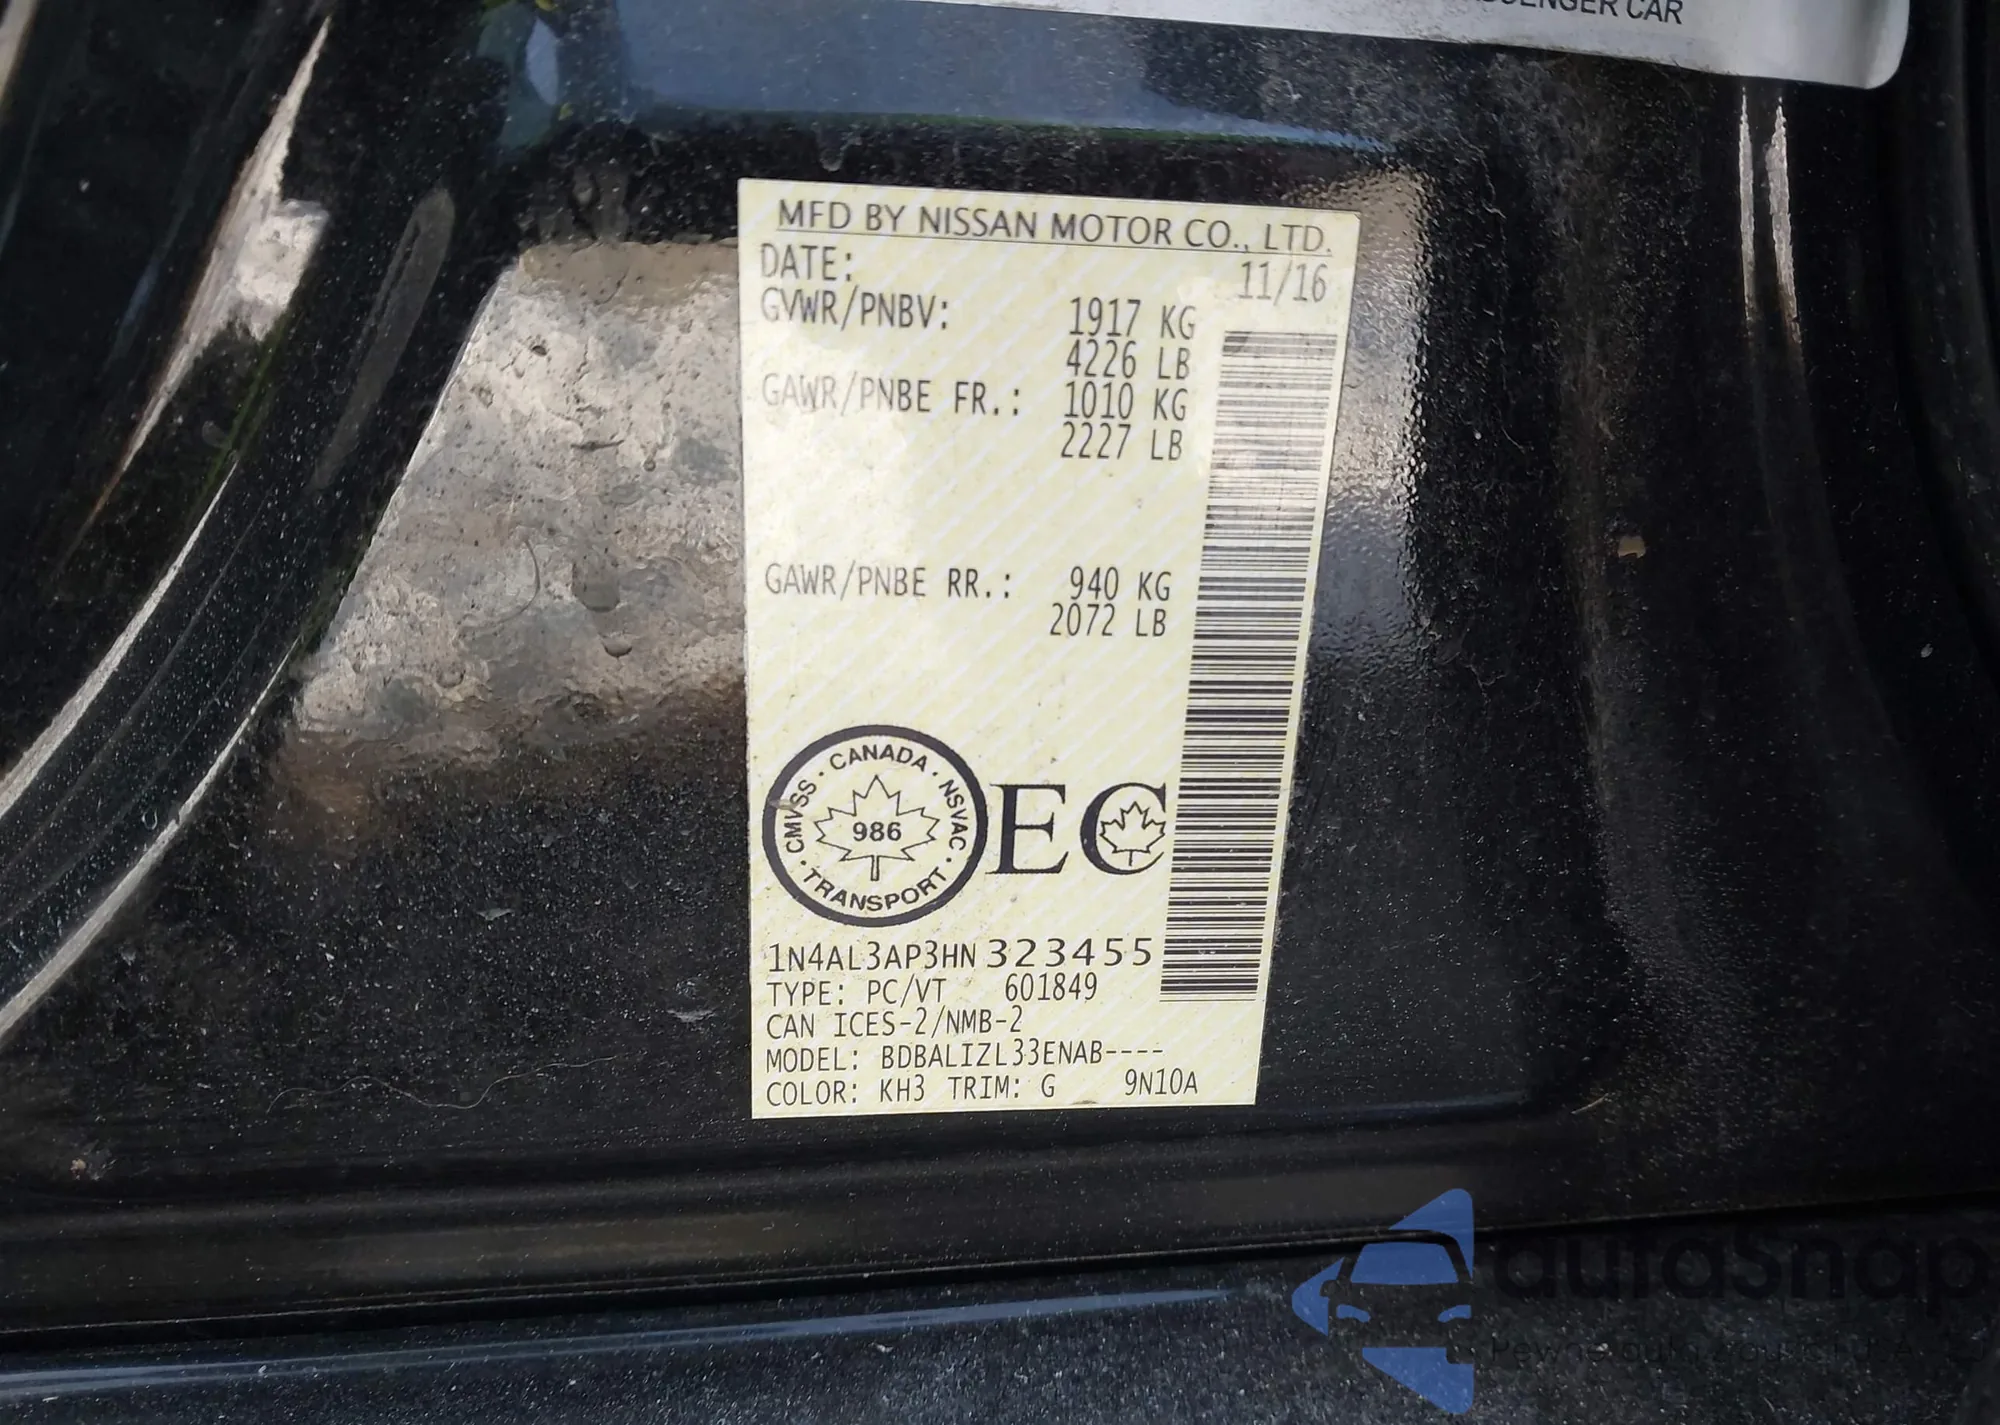 CAR
MFD BY NISSAN MOTOR CO., LTD.
DATE: 11/16
GVWR/PNBV: 1917 KG
4226 LB
GAWR/PNBE FR.: 1010 KG
2227 LB
GAWR/PNBE RR.: 940 KG
2072 LB
CMVSS · CANADA · NSVAC · TRANSPORT
986
EC
1N4AL3AP3HN323455
TYPE: PC/VT 601849
CAN ICES-2/NMB-2
MODEL: BDBALIZL33ENAB----
COLOR: KH3 TRIM: G 9N10A
autaSnap